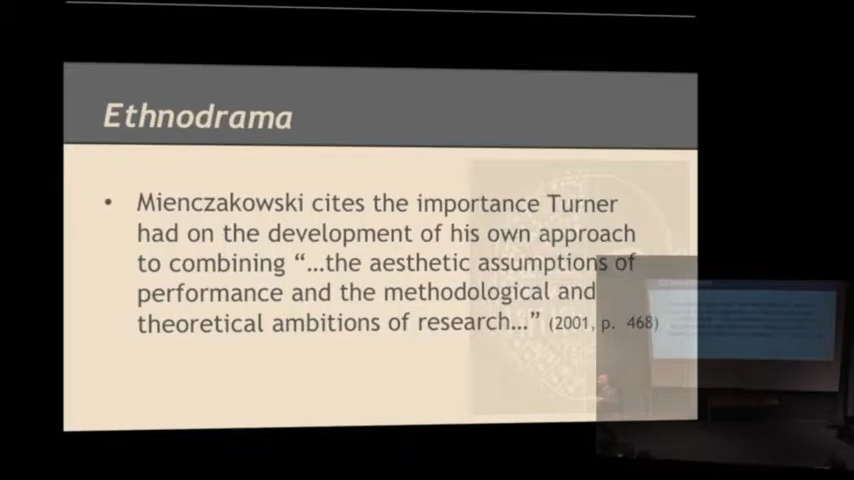 Ethnodrama
• Mienczakowski cites the importance Turner
had on the development of his own approach
to combining “…the aesthetic assumptions of
performance and the methodological and
theoretical ambitions of research…” (2001, p. 468)